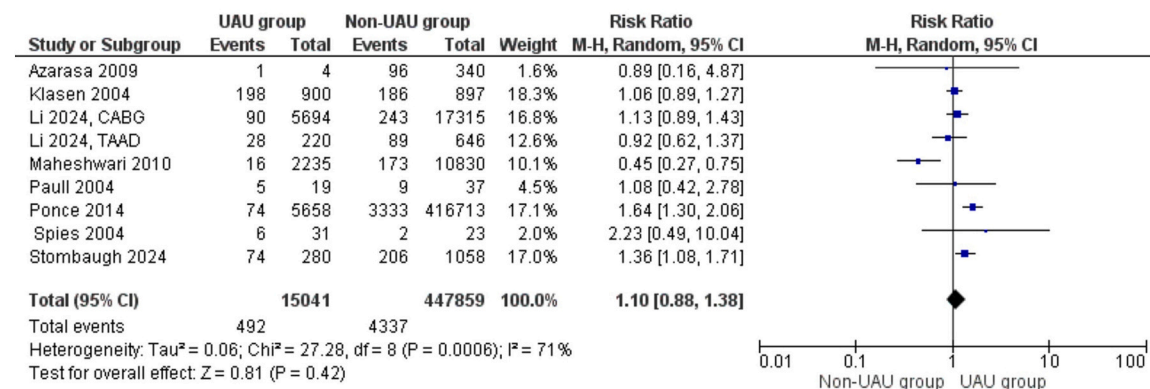 UAU group Non-UAU group Risk Ratio Risk Ratio
Study or Subgroup Events Total Events Total Weight M-H, Random, 95% CI M-H, Random, 95% CI
Azarasa 2009 1 4 96 340 1.6% 0.89 [0.16, 4.87]
Klasen 2004 198 900 186 897 18.3% 1.06 [0.89, 1.27]
Li 2024, CABG 90 5694 243 17315 16.8% 1.13 [0.89, 1.43]
Li 2024, TAAD 28 220 89 646 12.6% 0.92 [0.62, 1.37]
Maheshwari 2010 16 2235 173 10830 10.1% 0.45 [0.27, 0.75]
Paull 2004 5 19 9 37 4.5% 1.08 [0.42, 2.78]
Ponce 2014 74 5658 3333 416713 17.1% 1.64 [1.30, 2.06]
Spies 2004 6 31 2 23 2.0% 2.23 [0.49, 10.04]
Stombaugh 2024 74 280 206 1058 17.0% 1.36 [1.08, 1.71]
Total (95% CI) 15041 447859 100.0% 1.10 [0.88, 1.38]
Total events 492 4337
Heterogeneity: Tau² = 0.06; Chi² = 27.28, df = 8 (P = 0.0006); I² = 71%
Test for overall effect: Z = 0.81 (P = 0.42)
0.01 0.1 1 10 100
Non-UAU group UAU group